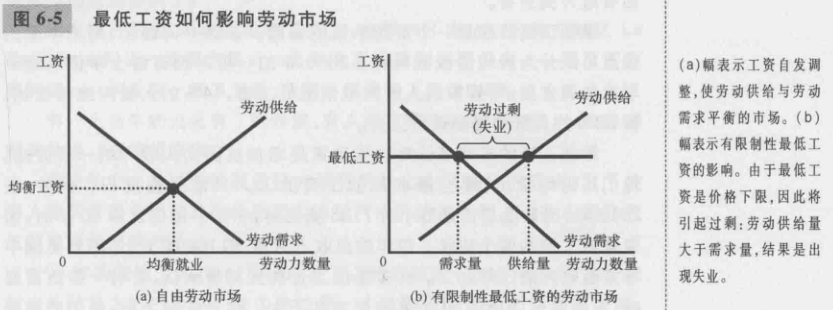 图 6-5 最低工资如何影响劳动市场
工资
劳动供给
均衡工资
劳动需求
0
均衡就业
劳动力数量
(a) 自由劳动市场
工资
劳动过剩
(失业)
劳动供给
最低工资
劳动需求
0
需求量
供给量
劳动力数量
(b) 有限制性最低工资的劳动市场
(a)幅表示工资自发调
整,使劳动供给与劳动
需求平衡的市场。(b)
幅表示有限制性最低工
资的影响。由于最低工
资是价格下限,因此将
引起过剩:劳动供给量
大于需求量,结果是出
现失业。